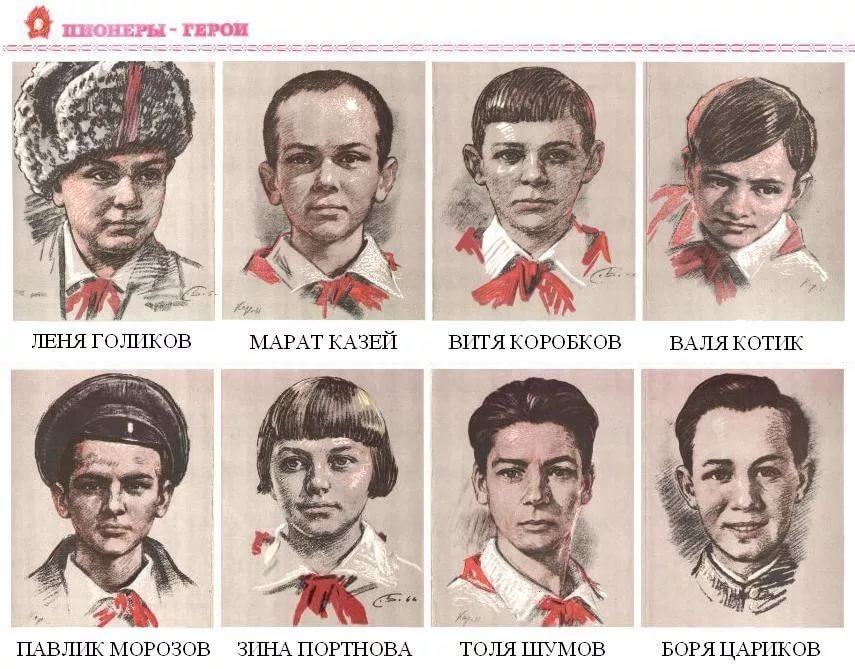 ПИОНЕРЫ - ГЕРОИ
ЛЕНЯ ГОЛИКОВ
МАРАТ КАЗЕЙ
ВИТЯ КОРОБКОВ
ВАЛЯ КОТИК
ПАВЛИК МОРОЗОВ
ЗИНА ПОРТНОВА
ТОЛЯ ШУМОВ
БОРЯ ЦАРИКОВ